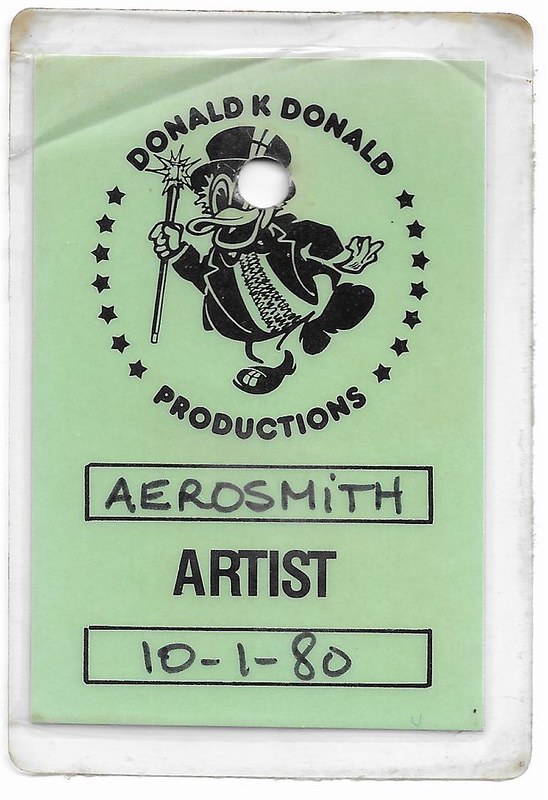 DONALD K DONALD
PRODUCTIONS
AEROSMiTH
ARTIST
10-1-80